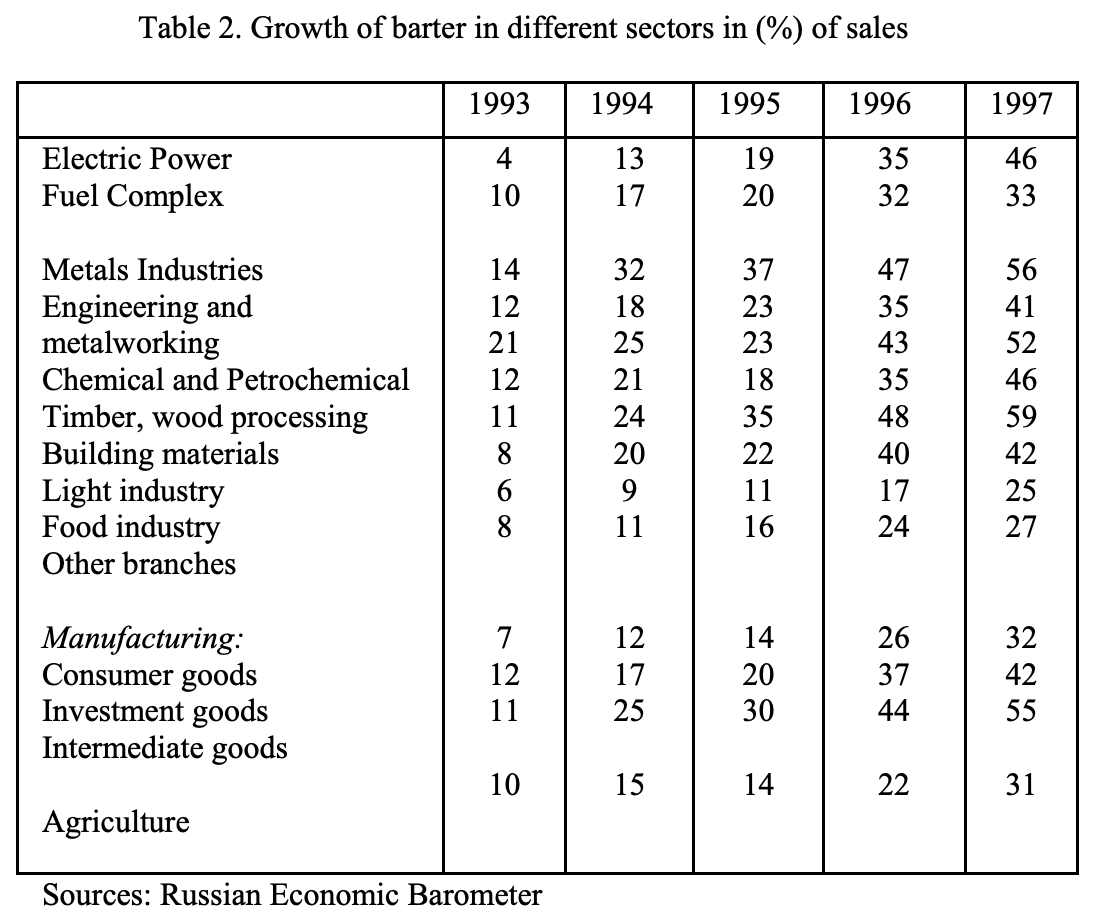 Table 2. Growth of barter in different sectors in (%) of sales
1993 1994 1995 1996 1997
Electric Power 4 13 19 35 46
Fuel Complex 10 17 20 32 33
Metals Industries 14 32 37 47 56
Engineering and 12 18 23 35 41
metalworking 21 25 23 43 52
Chemical and Petrochemical 12 21 18 35 46
Timber, wood processing 11 24 35 48 59
Building materials 8 20 22 40 42
Light industry 6 9 11 17 25
Food industry 8 11 16 24 27
Other branches
Manufacturing: 7 12 14 26 32
Consumer goods 12 17 20 37 42
Investment goods 11 25 30 44 55
Intermediate goods
10 15 14 22 31
Agriculture
Sources: Russian Economic Barometer